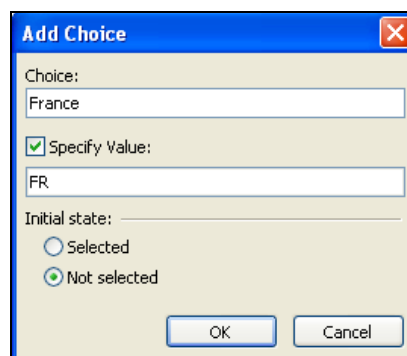 Add Choice
Choice:
France
Specify Value:
FR
Initial state:
Selected
Not selected
OK Cancel